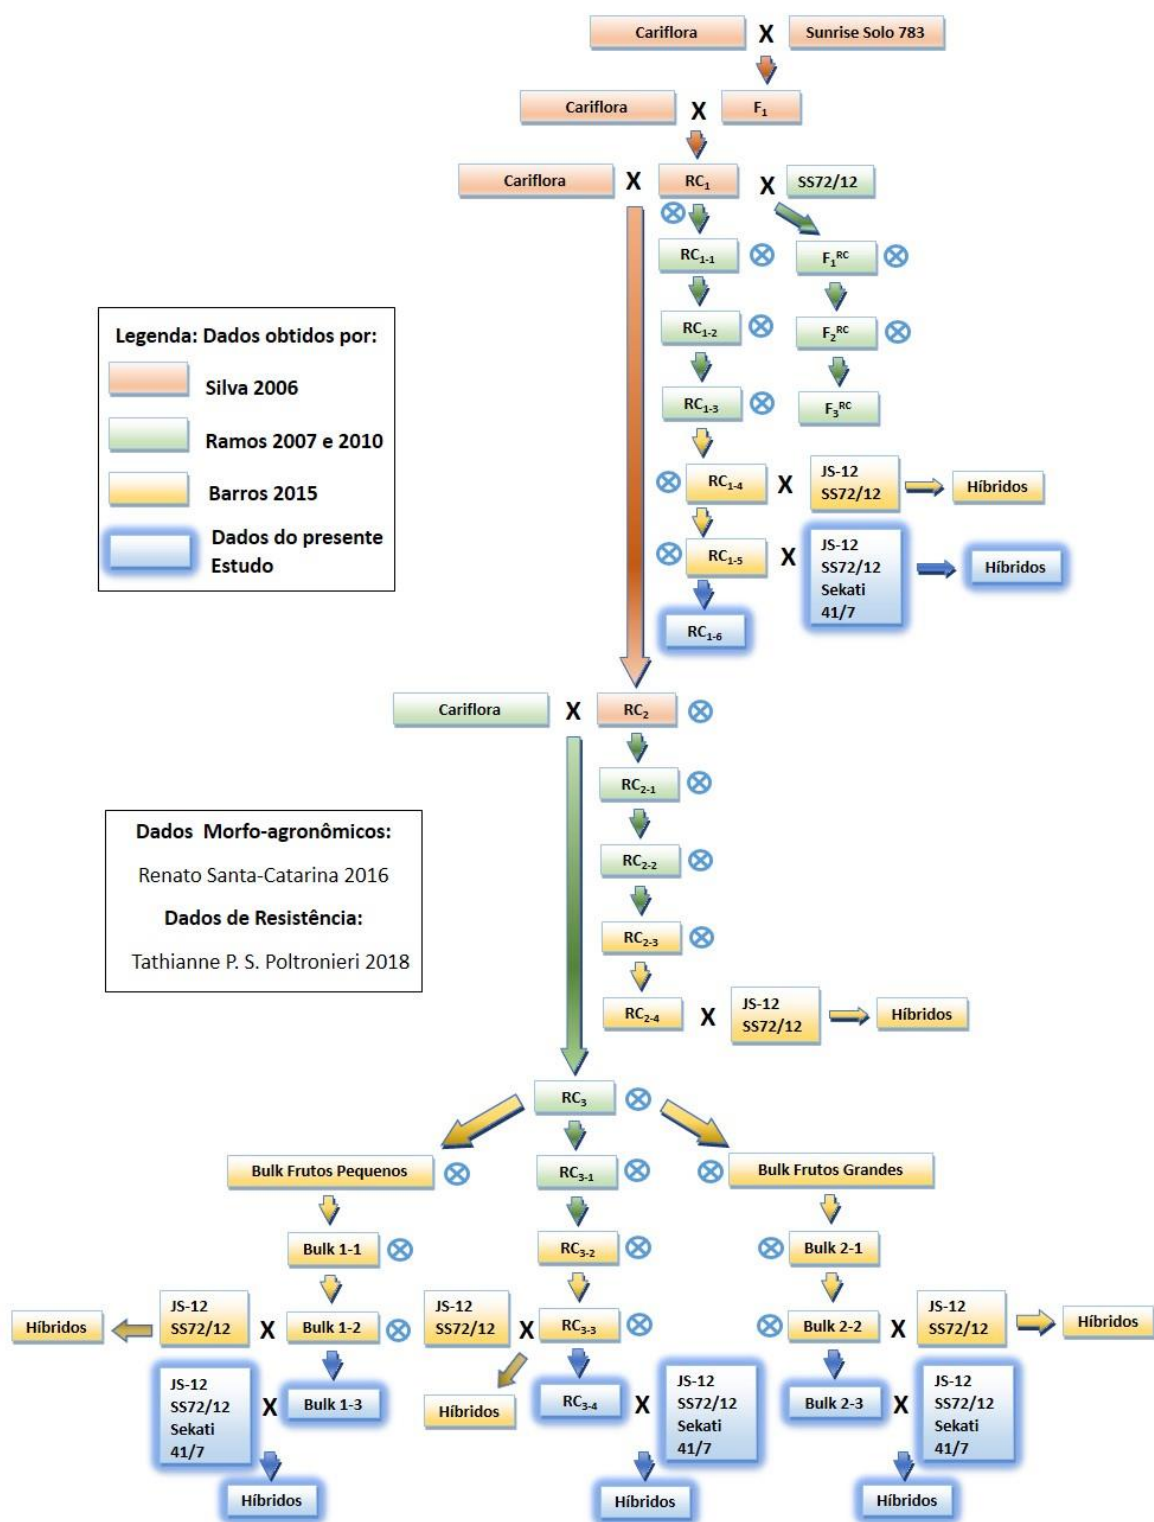 Cariflora X Sunrise Solo 783
Cariflora X F₁
Cariflora X RC₁ X SS72/12
RC₁₋₁ F₁ᴿᶜ
RC₁₋₂ F₂ᴿᶜ
RC₁₋₃ F₃ᴿᶜ
Legenda: Dados obtidos por:
Silva 2006
Ramos 2007 e 2010
Barros 2015
Dados do presente
Estudo
RC₁₋₄ X
JS-12
SS72/12
Híbridos
RC₁₋₅ X
JS-12
SS72/12
Sekati
41/7
Híbridos
RC₁₋₆
Cariflora X RC₂
RC₂₋₁
RC₂₋₂
RC₂₋₃
RC₂₋₄ X
JS-12
SS72/12
Híbridos
Dados Morfo-agronômicos:
Renato Santa-Catarina 2016
Dados de Resistência:
Tathianne P. S. Poltronieri 2018
RC₃
Bulk Frutos Pequenos
RC₃₋₁
Bulk Frutos Grandes
Bulk 1-1
RC₃₋₂
Bulk 2-1
Híbridos
JS-12
SS72/12
X Bulk 1-2
JS-12
SS72/12
X RC₃₋₃
Híbridos
Bulk 2-2 X
JS-12
SS72/12
Híbridos
JS-12
SS72/12
Sekati
41/7
X Bulk 1-3
Híbridos
RC₃₋₄ X
JS-12
SS72/12
Sekati
41/7
Híbridos
Bulk 2-3 X
JS-12
SS72/12
Sekati
41/7
Híbridos